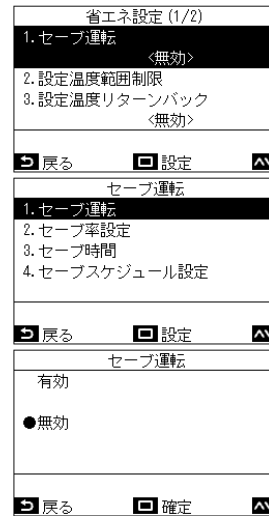 省エネ設定 (1/2)
1.セーブ運転
<無効>
2.設定温度範囲制限
3.設定温度リターンバック
<無効>
戻る 設定
セーブ運転
1.セーブ運転
2.セーブ率設定
3.セーブ時間
4.セーブスケジュール設定
戻る 設定
セーブ運転
有効
●無効
戻る 確定